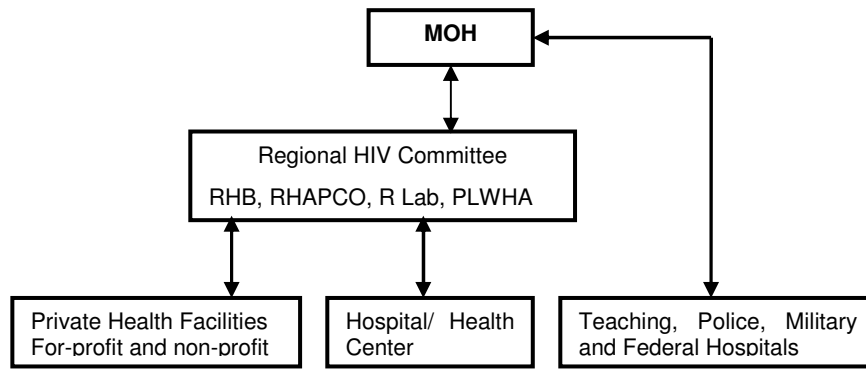 MOH
Regional HIV Committee
RHB, RHAPCO, R Lab, PLWHA
Private Health Facilities
For-profit and non-profit
Hospital/ Health
Center
Teaching, Police, Military
and Federal Hospitals